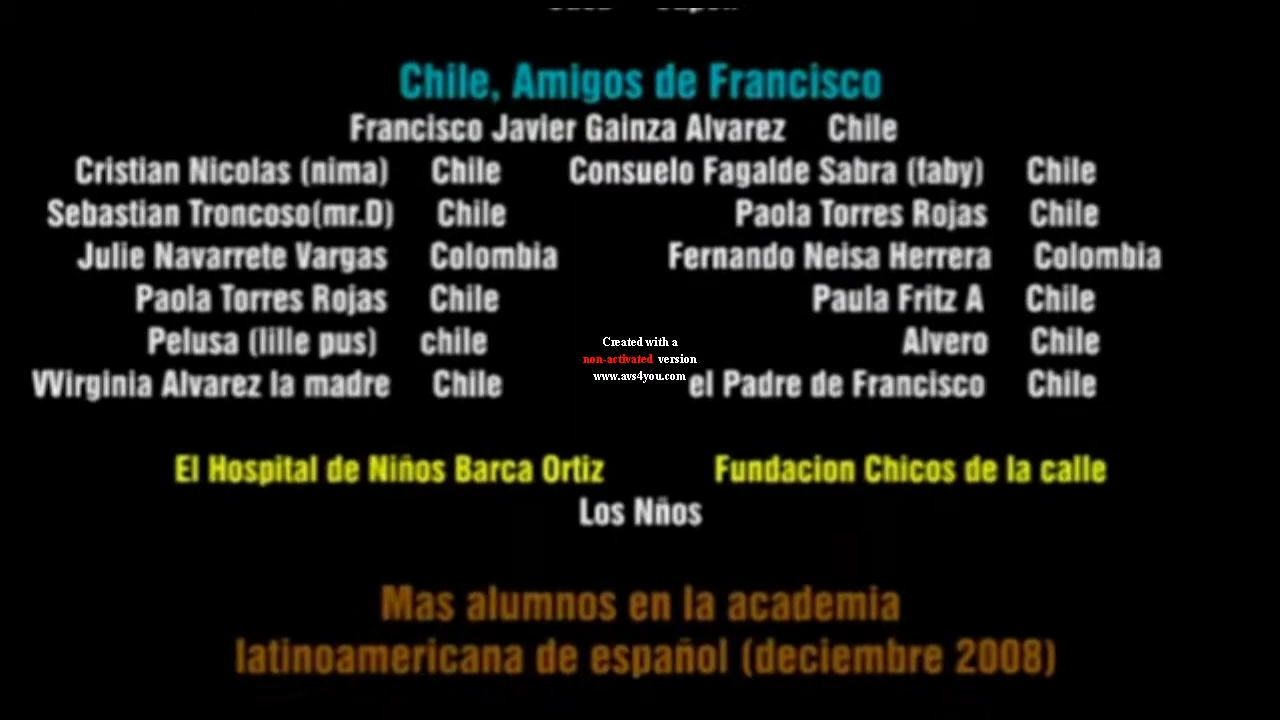 Chile, Amigos de Francisco
Francisco Javier Gainza Alvarez Chile
Cristian Nicolas (nima) Chile Consuelo Fagalde Sabra (faby) Chile
Sebastian Troncoso(mr.D) Chile Paola Torres Rojas Chile
Julie Navarrete Vargas Colombia Fernando Neisa Herrera Colombia
Paola Torres Rojas Chile Paula Fritz A Chile
Pelusa (lille pus) chile Alvero Chile
VVirginia Alvarez la madre Chile el Padre de Francisco Chile
Created with a
non-activated version
www.avs4you.com
El Hospital de Niños Barca Ortiz Fundacion Chicos de la calle
Los Nños
Mas alumnos en la academia
latinoamericana de español (deciembre 2008)